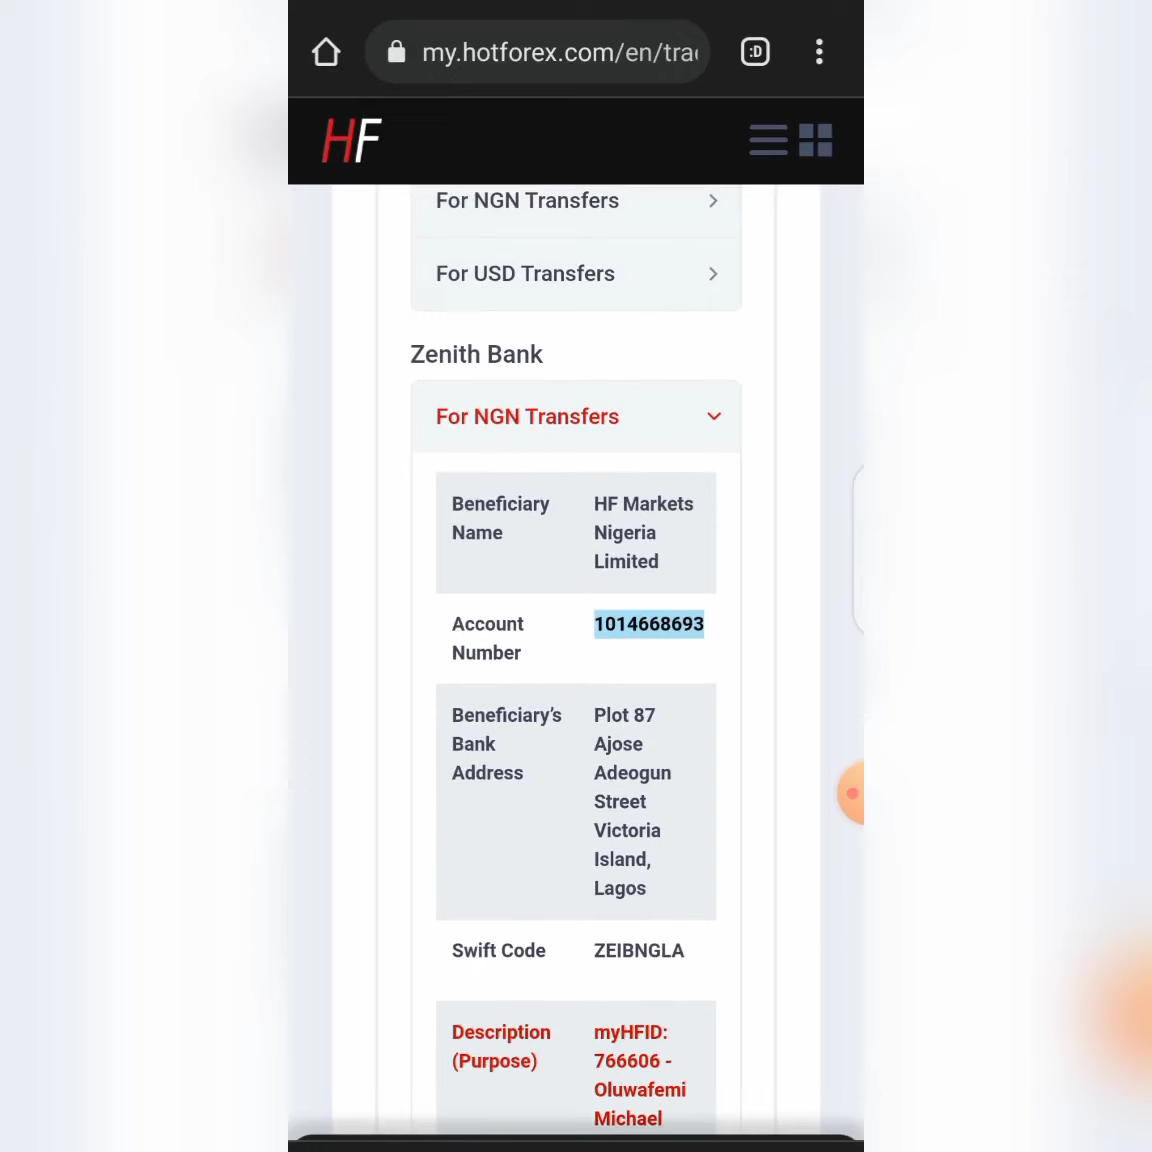 :D
my.hotforex.com/en/tra
HF
For NGN Transfers
For USD Transfers
Zenith Bank
For NGN Transfers
Beneficiary Name
HF Markets Nigeria Limited
Account Number
1014668693
Beneficiary’s Bank Address
Plot 87 Ajose Adeogun Street Victoria Island, Lagos
Swift Code
ZEIBNGLA
Description (Purpose)
myHFID: 766606 - Oluwafemi Michael